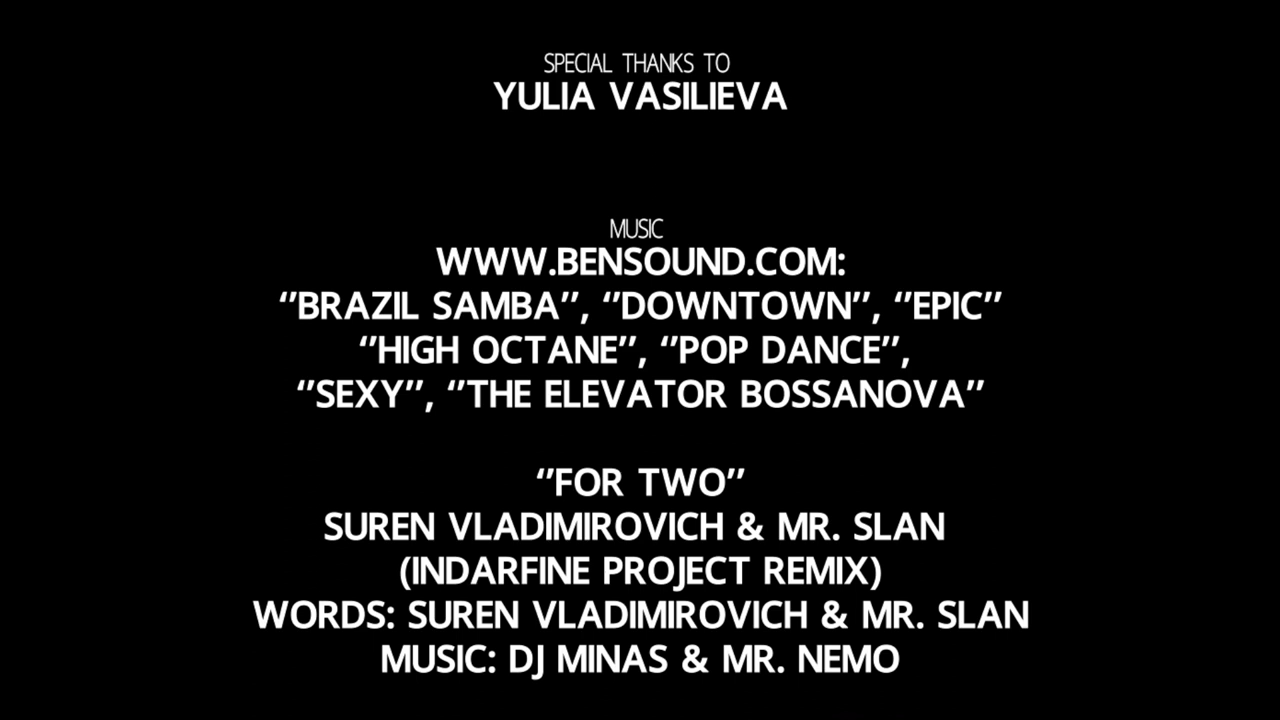 SPECIAL THANKS TO
YULIA VASILIEVA
MUSIC
WWW.BENSOUND.COM:
‘’BRAZIL SAMBA’’, ‘’DOWNTOWN’’, ‘’EPIC’’
‘’HIGH OCTANE’’, ‘’POP DANCE’’,
‘’SEXY’’, ‘’THE ELEVATOR BOSSANOVA’’
‘’FOR TWO’’
SUREN VLADIMIROVICH & MR. SLAN
(INDARFINE PROJECT REMIX)
WORDS: SUREN VLADIMIROVICH & MR. SLAN
MUSIC: DJ MINAS & MR. NEMO